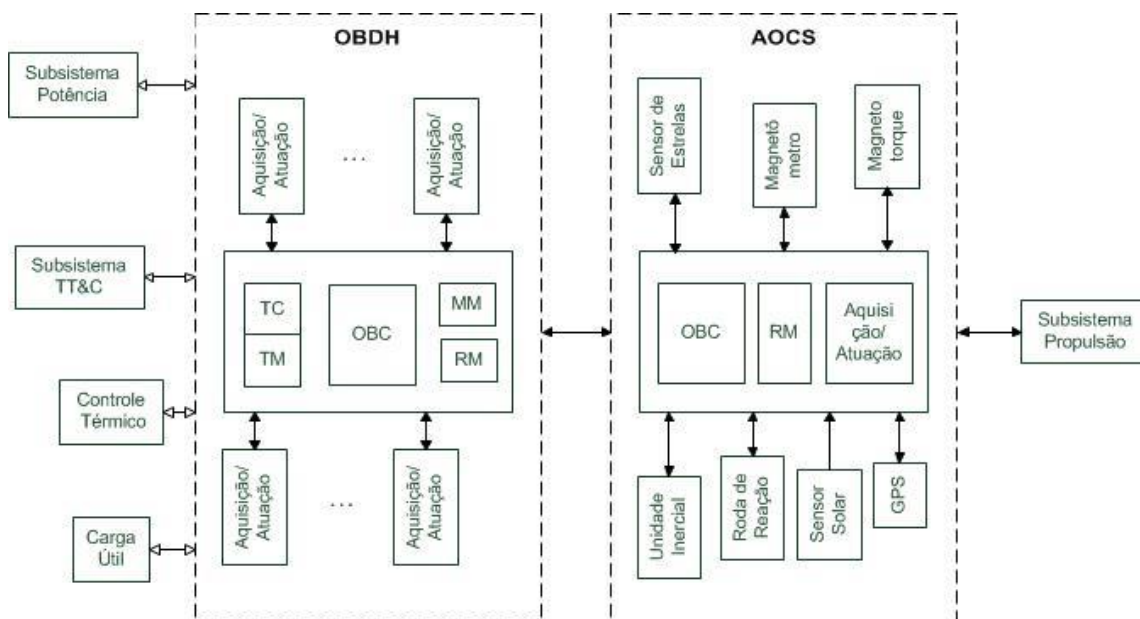 OBDH
AOCS
Subsistema
Potência
Subsistema
TT&C
Controle
Térmico
Carga
Útil
Aquisição/
Atuação
...
Aquisição/
Atuação
TC
TM
OBC
MM
RM
Aquisição/
Atuação
...
Aquisição/
Atuação
Sensor de
Estrelas
Magnetô
metro
Magneto
torque
OBC
RM
Aquisi
ção/
Atuação
Unidade
Inercial
Roda de
Reação
Sensor
Solar
GPS
Subsistema
Propulsão